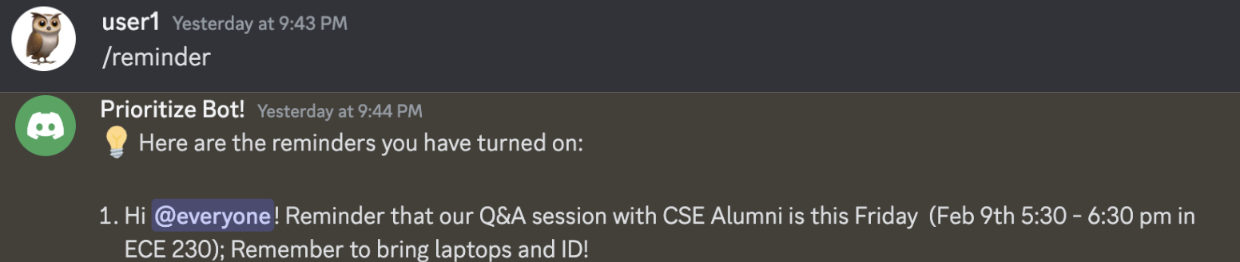 user1 Yesterday at 9:43 PM
/reminder
Prioritize Bot! Yesterday at 9:44 PM
Here are the reminders you have turned on:
1. Hi @everyone! Reminder that our Q&A session with CSE Alumni is this Friday (Feb 9th 5:30 - 6:30 pm in
ECE 230); Remember to bring laptops and ID!